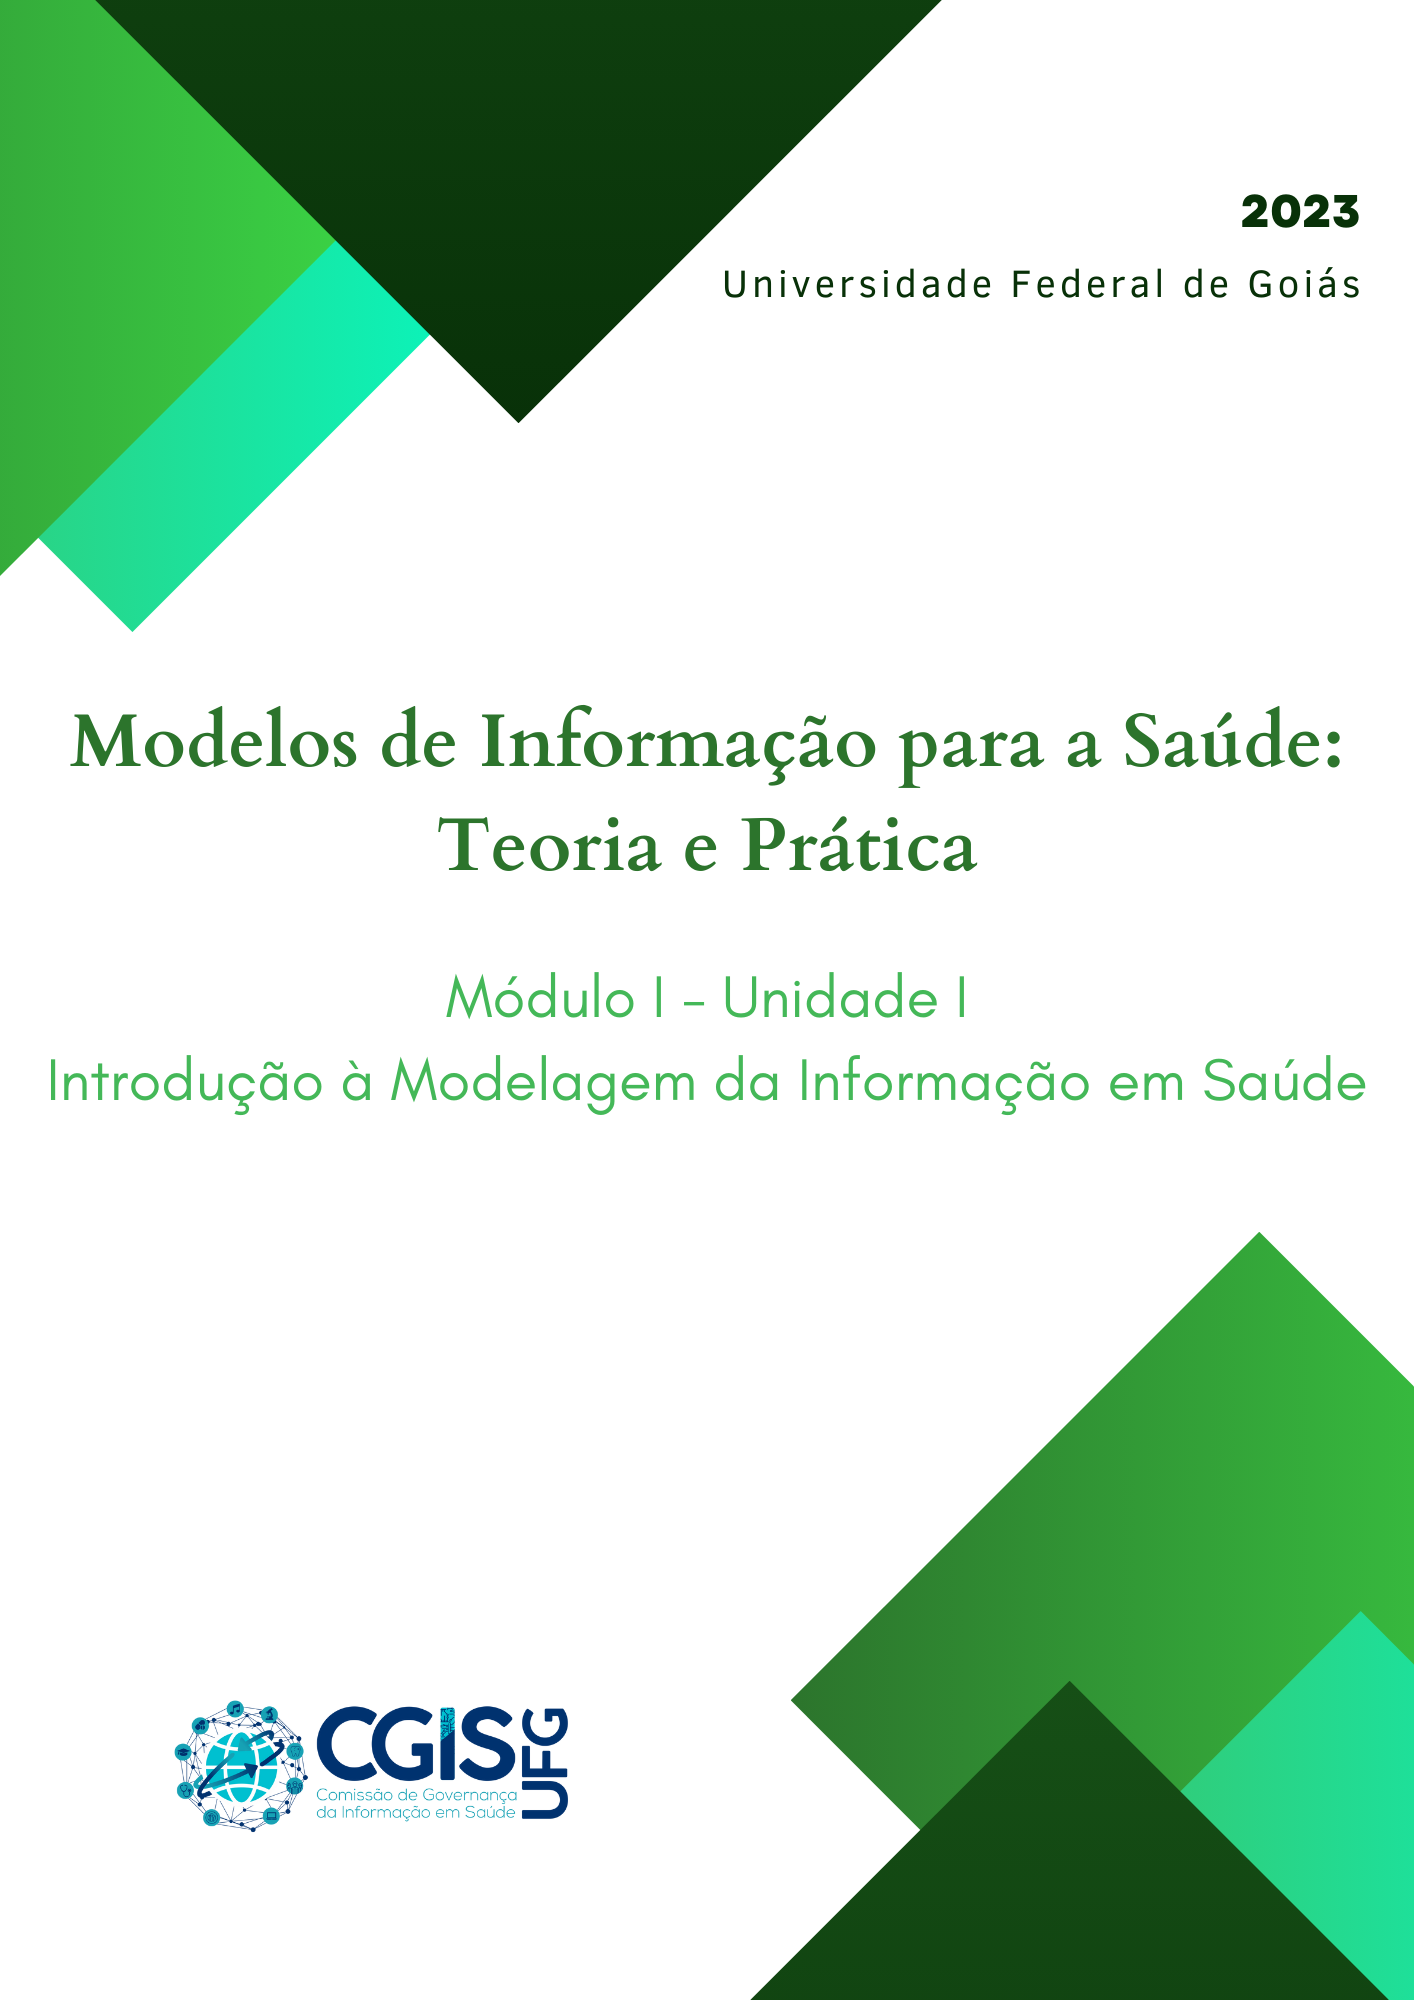 2023
Universidade Federal de Goiás
Modelos de Informação para a Saúde:
Teoria e Prática
Módulo I - Unidade I
Introdução à Modelagem da Informação em Saúde
CGIS
UFG
Comissão de Governança
da Informação em Saúde